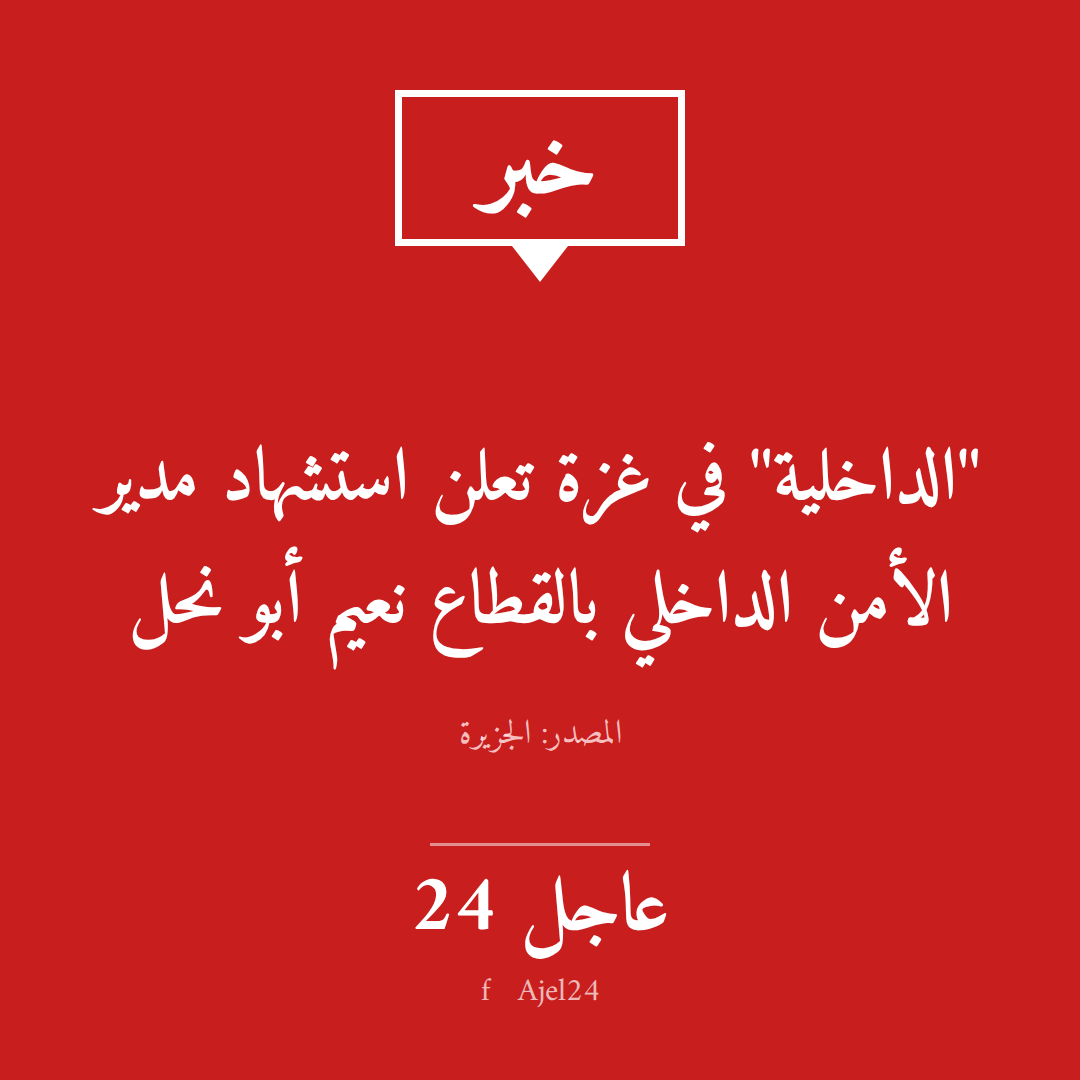 خبر
"الداخلية" في غزة تعلن استشهاد مدير
الأمن الداخلي بالقطاع نعيم أبو نحل
المصدر: الجزيرة
عاجل 24
f Ajel24